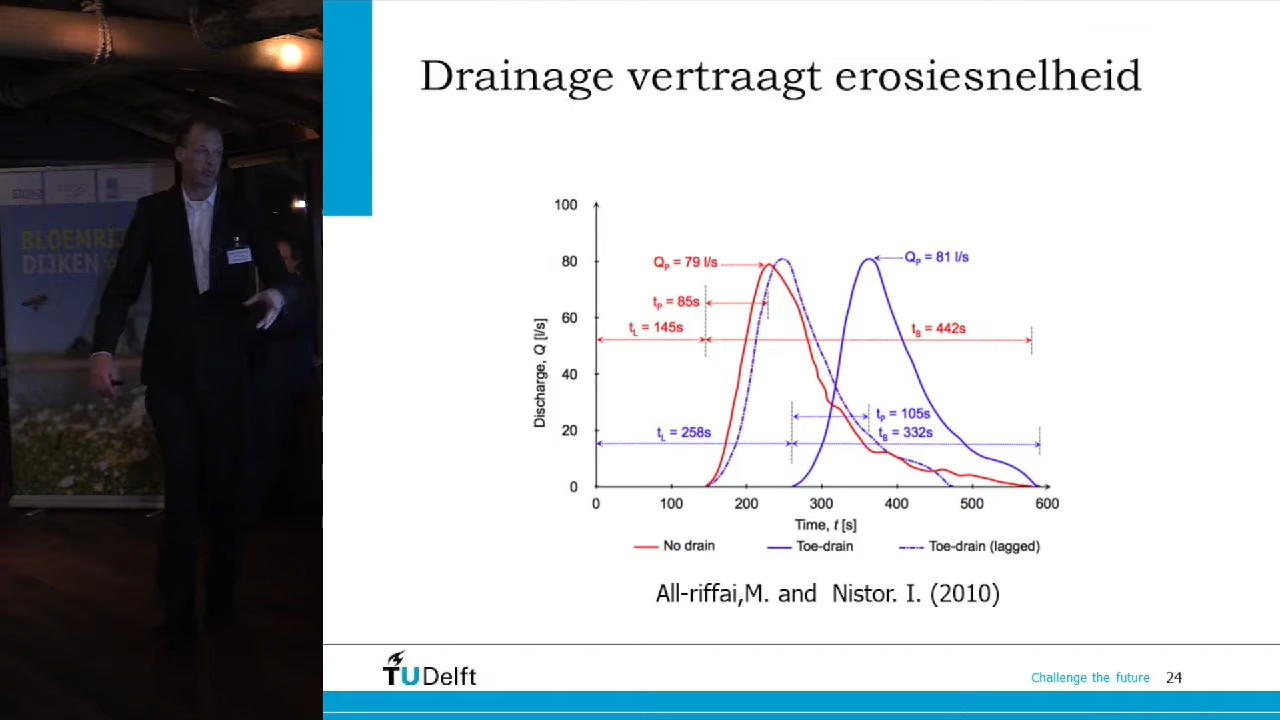 Drainage vertraagt erosiesnelheid
BLOEMRIJ
DIJKEN
100
80
60
40
20
0
Discharge, Q [l/s]
Qp = 79 l/s
Qp = 81 l/s
tp = 85s
tL = 145s
tB = 442s
tp = 105s
tL = 258s
tB = 332s
0 100 200 300 400 500 600
Time, t [s]
No drain Toe-drain Toe-drain (lagged)
All-riffai,M. and Nistor. I. (2010)
TUDelft
Challenge the future 24